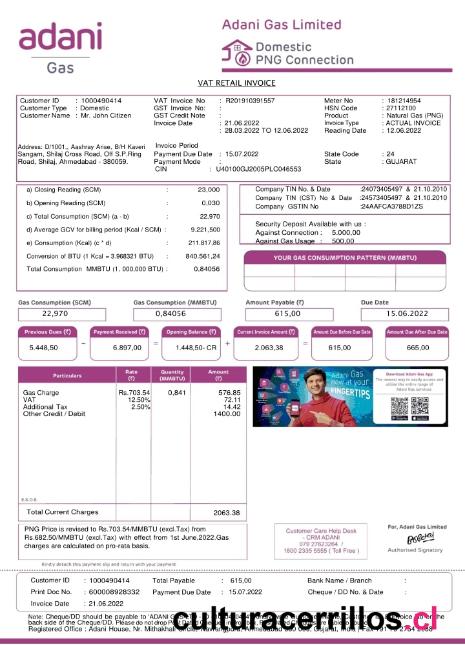 adani
Gas
Adani Gas Limited
Domestic
PNG Connection
VAT RETAIL INVOICE
Customer ID : 1000490414
Customer Type : Domestic
Customer Name : Mr. John Citizen
Address: D/1001., Aashray Arise, B/H Kaveri
Sangam, Shilaj Cross Road, Off S.P.Ring
Road, Shilaj, Ahmedabad - 380059.
VAT Invoice No : R201910391557
GST Invoice No :
GST Credit Note :
Invoice Date : 21.06.2022
: 28.03.2022 TO 12.06.2022
Invoice Period
Payment Due Date : 15.07.2022
Payment Mode :
CIN : U40100GJ2005PLC046553
Meter No : 181214954
HSN Code : 27112100
Product : Natural Gas (PNG)
Invoice Type : ACTUAL INVOICE
Reading Date : 12.06.2022
State Code : 24
State : GUJARAT
a) Closing Reading (SCM) : 23,000
b) Opening Reading (SCM) : 0,030
c) Total Consumption (SCM) (a - b) : 22,970
d) Average GCV for billing period (Kcal / SCM) : 9.221,500
e) Consumption (Kcal) (c * d) : 211.817,86
Conversion of BTU (1 Kcal = 3.968321 BTU) : 840.561,24
Total Consumption MMBTU (1. 000.000 BTU) : 0,84056
Company TIN No. & Date :24073405497 & 21.10.2010
Company TIN (CST) No & Date :24573405497 & 21.10.2010
Company GSTIN No :24AAFCA3788D1ZS
Security Deposit Available with us :
Against Connection : 5.000,00
Against Gas Usage : 500,00
YOUR GAS CONSUMPTION PATTERN (MMBTU)
Gas Consumption (SCM) Gas Consumption (MMBTU) Amount Payable (₹) Due Date
22,970 0,84056 615,00 15.06.2022
Previous Dues (₹) Payment Received (₹) Opening Balance (₹) Current Invoice Amount (₹) Amount Due Before Due Date Amount Due After Due Date
5.448,50 − 6.897,00 = 1.448,50- CR + 2.063,38 = 615,00 665,00
Particulars Rate (₹) Quantity (MMBTU) Amount (₹)
Gas Charge Rs.703.54 0,841 576.85
VAT 12.50% 72.11
Additional Tax 2.50% 14.42
Other Credit / Debit 1400.00
E.&.O.E.
Total Current Charges 2063.38
Adani Gas
now at your
FINGERTIPS
Download Adani Gas App
PNG Price is revised to Rs.703.54/MMBTU (excl.Tax) from
Rs.682.50/MMBTU (excl.Tax) with effect from 1st June,2022.Gas
charges are calculated on pro-rata basis.
Customer Care Help Desk
- CRM ADANI
079 27623264 /
1800 2335 5555 ( Toll Free )
For, Adani Gas Limited
Authorised Signatory
Kindly detach this payment slip and return with your payment
Customer ID : 1000490414 Total Payable : 615,00 Bank Name / Branch :
Print Doc No. : 600008928332 Payment Due Date : 15.07.2022 Cheque / DD No. & Date :
Invoice Date : 21.06.2022
culturacerrillos.cl
Note: Cheque/DD should be payable to 'ADANI
back side of the Cheque/DD. Please do not drop
Registered Office : Adani House, Nr. Mithakhali